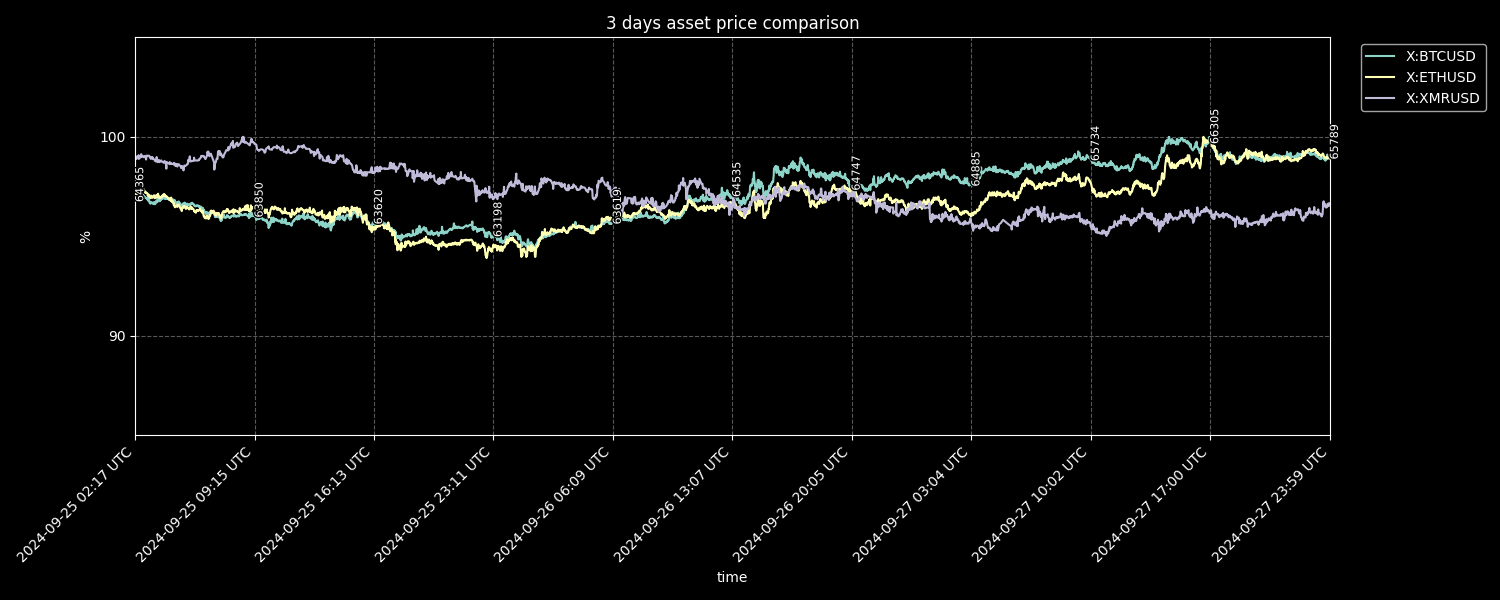 3 days asset price comparison
X:BTCUSD
X:ETHUSD
X:XMRUSD
100
90
%
64365
63850
63620
63198
6319
64535
64747
64885
65734
66305
65789
2024-09-25 02:17 UTC
2024-09-25 09:15 UTC
2024-09-25 16:13 UTC
2024-09-25 23:11 UTC
2024-09-26 06:09 UTC
2024-09-26 13:07 UTC
2024-09-26 20:05 UTC
2024-09-27 03:04 UTC
2024-09-27 10:02 UTC
2024-09-27 17:00 UTC
2024-09-27 23:59 UTC
time